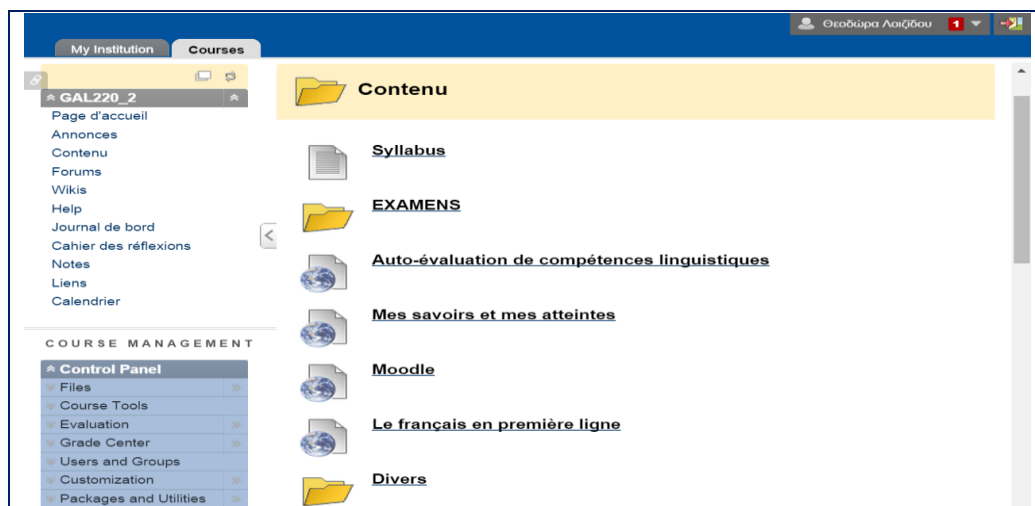 Θεοδώρα Λοιζίδου 1
My Institution Courses
GAL220_2
Page d'accueil
Annonces
Contenu
Forums
Wikis
Help
Journal de bord
Cahier des réflexions
Notes
Liens
Calendrier
COURSE MANAGEMENT
Control Panel
Files
Course Tools
Evaluation
Grade Center
Users and Groups
Customization
Packages and Utilities
Contenu
Syllabus
EXAMENS
Auto-évaluation de compétences linguistiques
Mes savoirs et mes atteintes
Moodle
Le français en première ligne
Divers